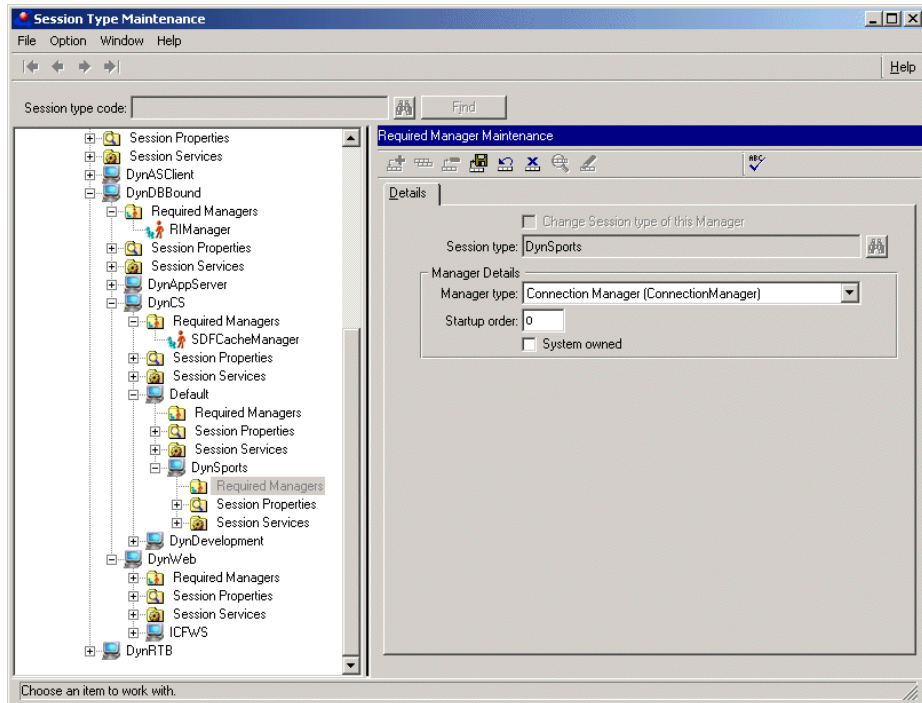 Session Type Maintenance
File Option Window Help
Help
Session type code:
Find
Session Properties
Session Services
DynASClient
DynDBBound
Required Managers
RIManager
Session Properties
Session Services
DynAppServer
DynCS
Required Managers
SDFCacheManager
Session Properties
Session Services
Default
Required Managers
Session Properties
Session Services
DynSports
Required Managers
Session Properties
Session Services
DynDevelopment
DynWeb
Required Managers
Session Properties
Session Services
ICFWS
DynRTB
Required Manager Maintenance
ABC
Details
Change Session type of this Manager
Session type: DynSports
Manager Details
Manager type: Connection Manager (ConnectionManager)
Startup order: 0
System owned
Choose an item to work with.